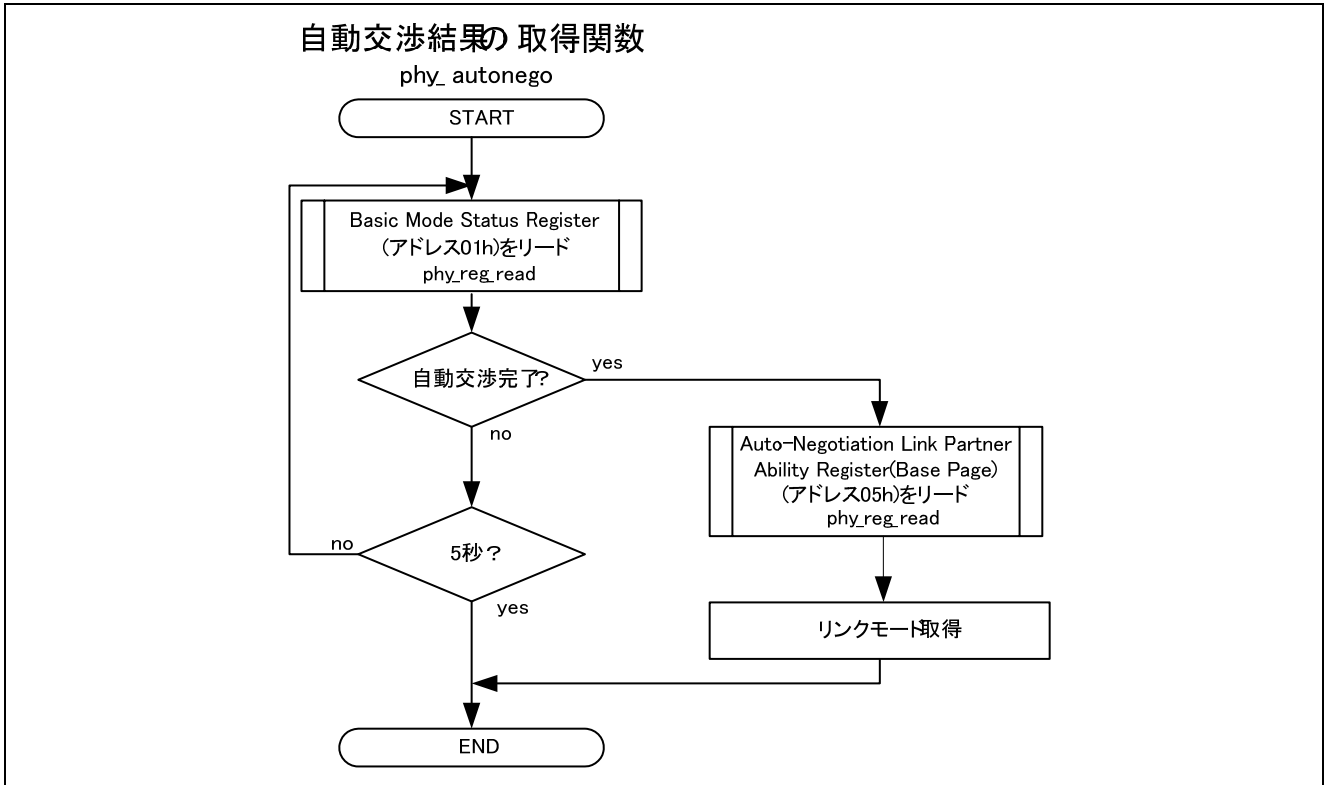 自動交渉結果の 取得関数
phy_ autonego
START
Basic Mode Status Register
(アドレス01h)をリード
phy_reg_read
自動交渉完了?
yes
no
Auto-Negotiation Link Partner
Ability Register(Base Page)
(アドレス05h)をリード
phy_reg_read
5秒?
no
yes
リンクモード取得
END